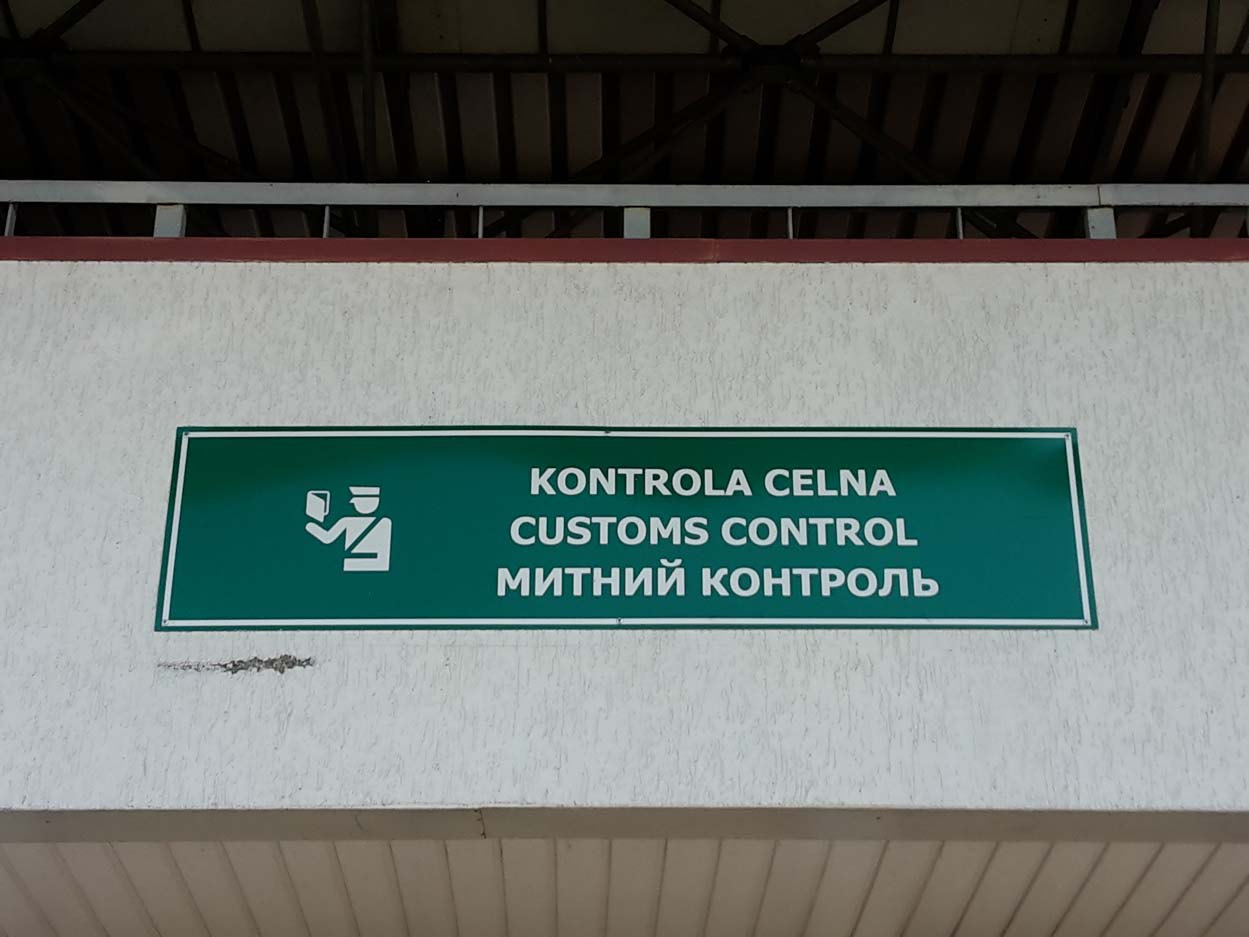 KONTROLA CELNA
CUSTOMS CONTROL
МИТНИЙ КОНТРОЛЬ